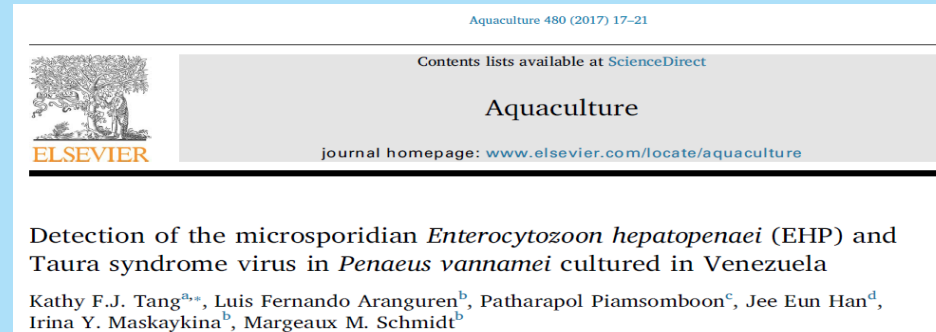 Aquaculture 480 (2017) 17–21
Contents lists available at ScienceDirect
Aquaculture
ELSEVIER
journal homepage: www.elsevier.com/locate/aquaculture
Detection of the microsporidian Enterocytozoon hepatopenaei (EHP) and
Taura syndrome virus in Penaeus vannamei cultured in Venezuela
Kathy F.J. Tangᵃ,*, Luis Fernando Arangurenᵇ, Patharapol Piamsomboonᶜ, Jee Eun Hanᵈ,
Irina Y. Maskaykinaᵇ, Margeaux M. Schmidtᵇ